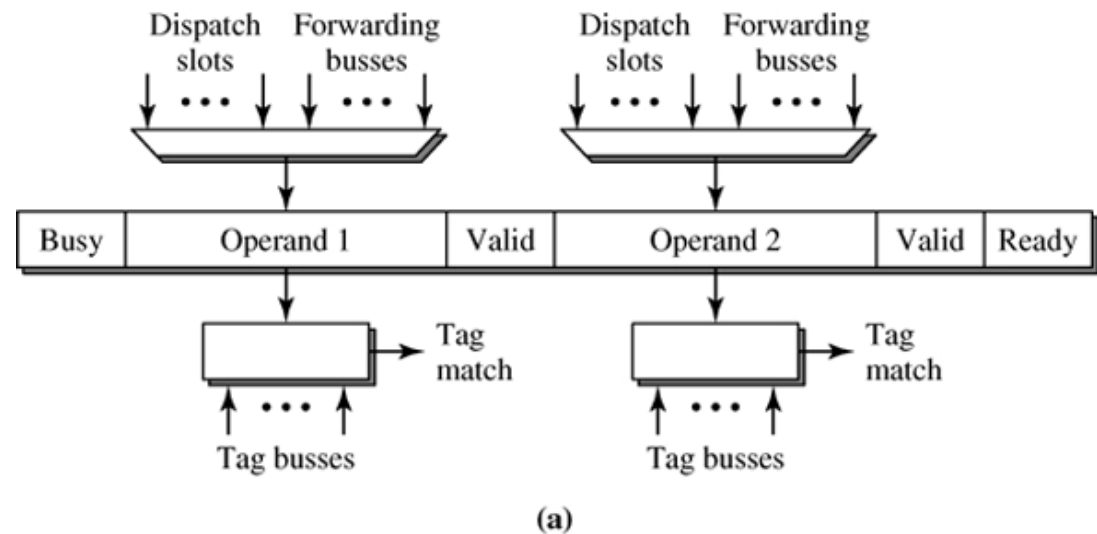 Dispatch slots
Forwarding busses
Dispatch slots
Forwarding busses
Busy
Operand 1
Valid
Operand 2
Valid
Ready
Tag match
Tag match
Tag busses
Tag busses
(a)